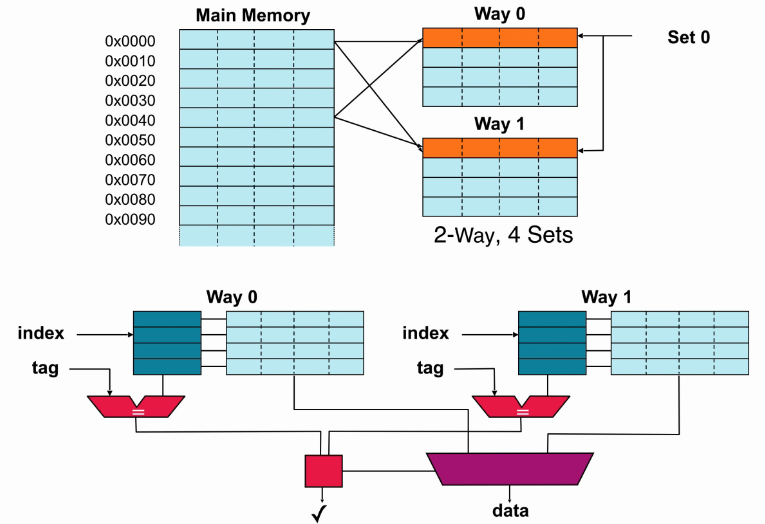 Main Memory
Way 0
Set 0
0x0000
0x0010
0x0020
0x0030
0x0040
0x0050
0x0060
0x0070
0x0080
0x0090
Way 1
2-Way, 4 Sets
Way 0
Way 1
index
index
tag
tag
=
=
✓
data